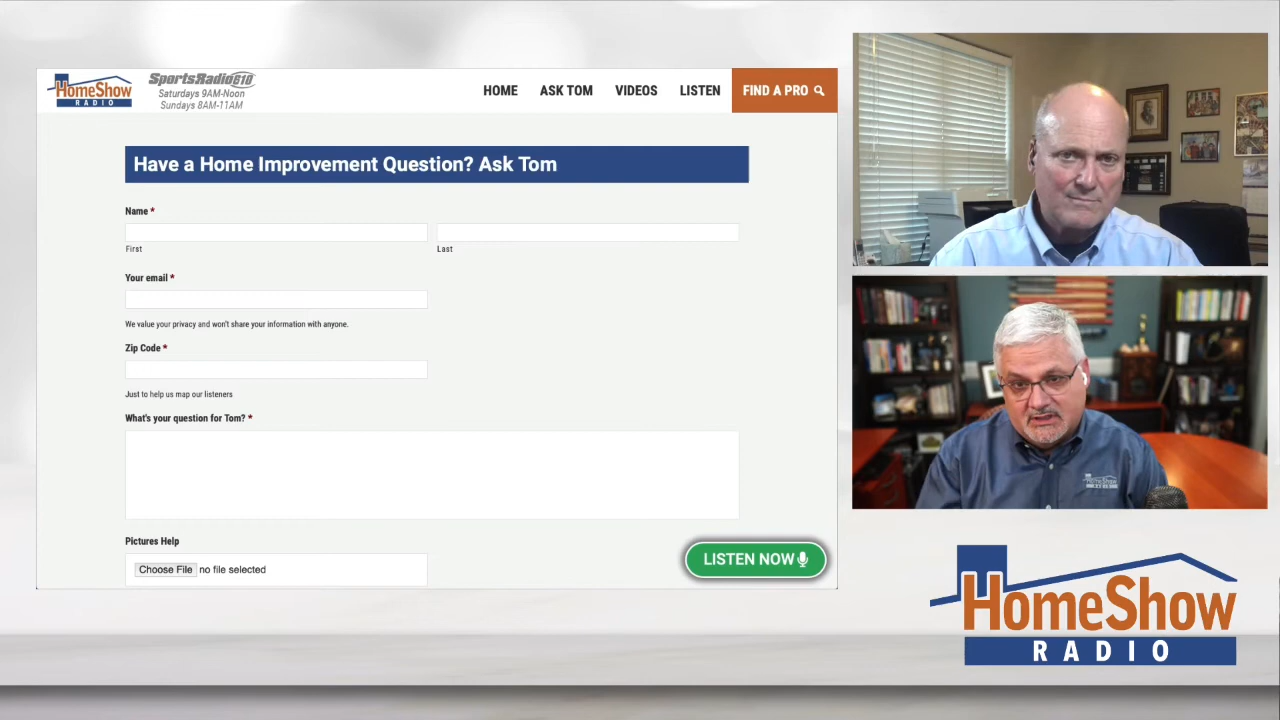 HomeShow
RADIO
SportsRadio610
Saturdays 9AM-Noon
Sundays 8AM-11AM
HOME
ASK TOM
VIDEOS
LISTEN
FIND A PRO
Have a Home Improvement Question? Ask Tom
Name *
First
Last
Your email *
We value your privacy and won't share your information with anyone.
Zip Code *
Just to help us map our listeners
What's your question for Tom? *
Pictures Help
Choose File no file selected
LISTEN NOW
HomeShow
HomeShow
RADIO